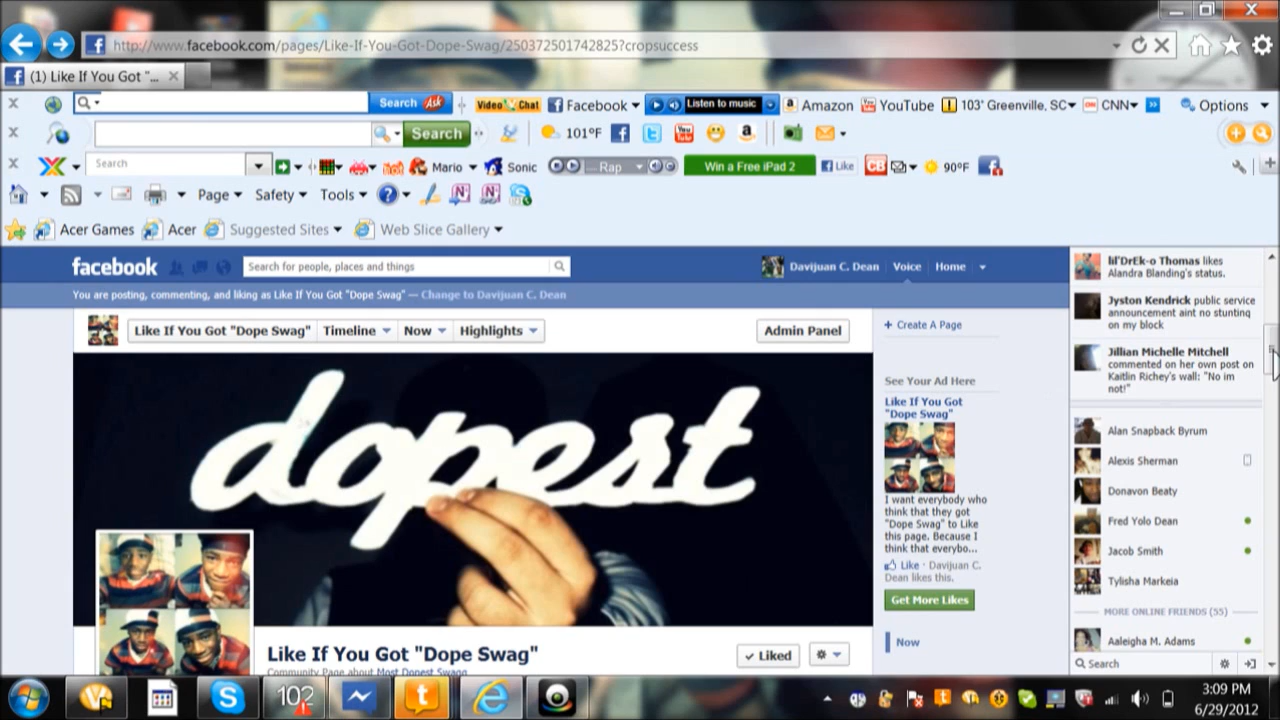 http://www.facebook.com/pages/Like-If-You-Got-Dope-Swag/250372501742825?cropsuccess
(1) Like If You Got "...
Search Ask Video Chat Facebook Listen to music Amazon YouTube 103° Greenville, SC CNN Options
Search 101°F
Search Mario Sonic ... Rap Win a Free iPad 2 Like CB 90°F
Page Safety Tools
Acer Games Acer Suggested Sites Web Slice Gallery
facebook Search for people, places and things Davijuan C. Dean Voice Home
You are posting, commenting, and liking as Like If You Got "Dope Swag" — Change to Davijuan C. Dean
Like If You Got "Dope Swag" Timeline Now Highlights Admin Panel
dopest
Like If You Got "Dope Swag"
Liked
Community Page about Most Dopest Swagg
+ Create A Page
See Your Ad Here
Like If You Got
"Dope Swag"
I want everybody who
think that they got
"Dope Swag" to Like
this page. Because I
think that everybo...
Like · Davijuan C.
Dean likes this.
Get More Likes
Now
lil'DrEk-o Thomas likes
Alandra Blanding's status.
Jyston Kendrick public service
announcement aint no stunting
on my block
Jillian Michelle Mitchell
commented on her own post on
Kaitlin Richey's wall: "No im
not!"
Alan Snapback Byrum
Alexis Sherman
Donavon Beaty
Fred Yolo Dean
Jacob Smith
Tylisha Markeia
MORE ONLINE FRIENDS (55)
Aaleigha M. Adams
Search
102
3:09 PM
6/29/2012